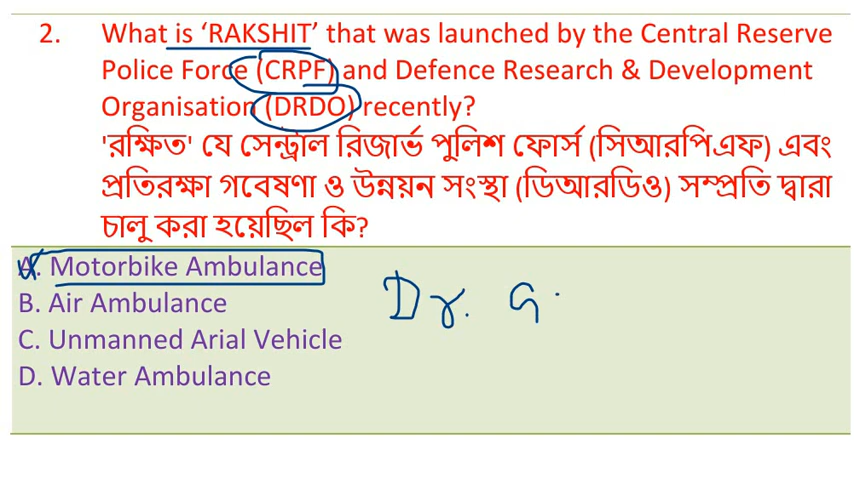 2. What is ‘RAKSHIT’ that was launched by the Central Reserve
Police Force (CRPF) and Defence Research & Development
Organisation (DRDO) recently?
'রক্ষিত' যে সেন্ট্রাল রিজার্ভ পুলিশ ফোর্স (সিআরপিএফ) এবং
প্রতিরক্ষা গবেষণা ও উন্নয়ন সংস্থা (ডিআরডিও) সম্প্রতি দ্বারা
চালু করা হয়েছিল কি?
A. Motorbike Ambulance
B. Air Ambulance
C. Unmanned Arial Vehicle
D. Water Ambulance
Dr. G.